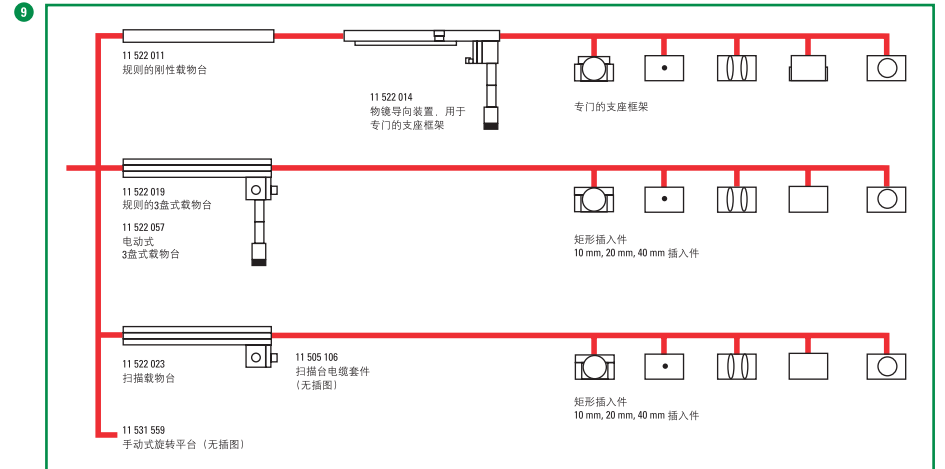 9
11 522 011
规则的刚性载物台
11 522 014
物镜导向装置，用于
专门的支座框架
专门的支座框架
11 522 019
规则的3盘式载物台
11 522 057
电动式
3盘式载物台
矩形插入件
10 mm, 20 mm, 40 mm 插入件
11 522 023
扫描载物台
11 505 106
扫描台电缆套件
（无插图）
矩形插入件
10 mm, 20 mm, 40 mm 插入件
11 531 559
手动式旋转平台（无插图）